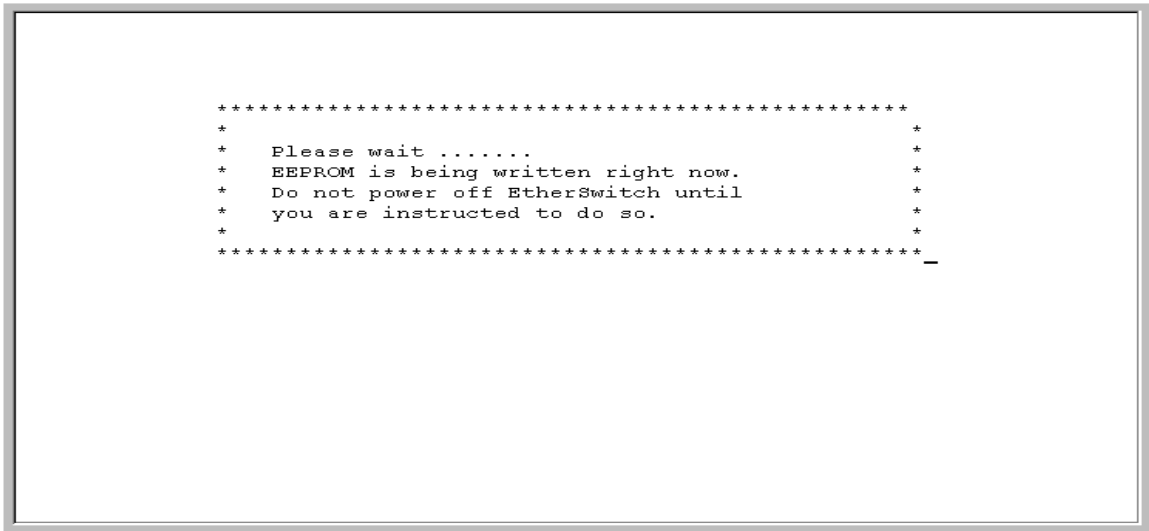 ***************************************************
*                                                  *
*   Please wait .......                            *
*   EEPROM is being written right now.             *
*   Do not power off EtherSwitch until             *
*   you are instructed to do so.                   *
*                                                  *
****************************************************_